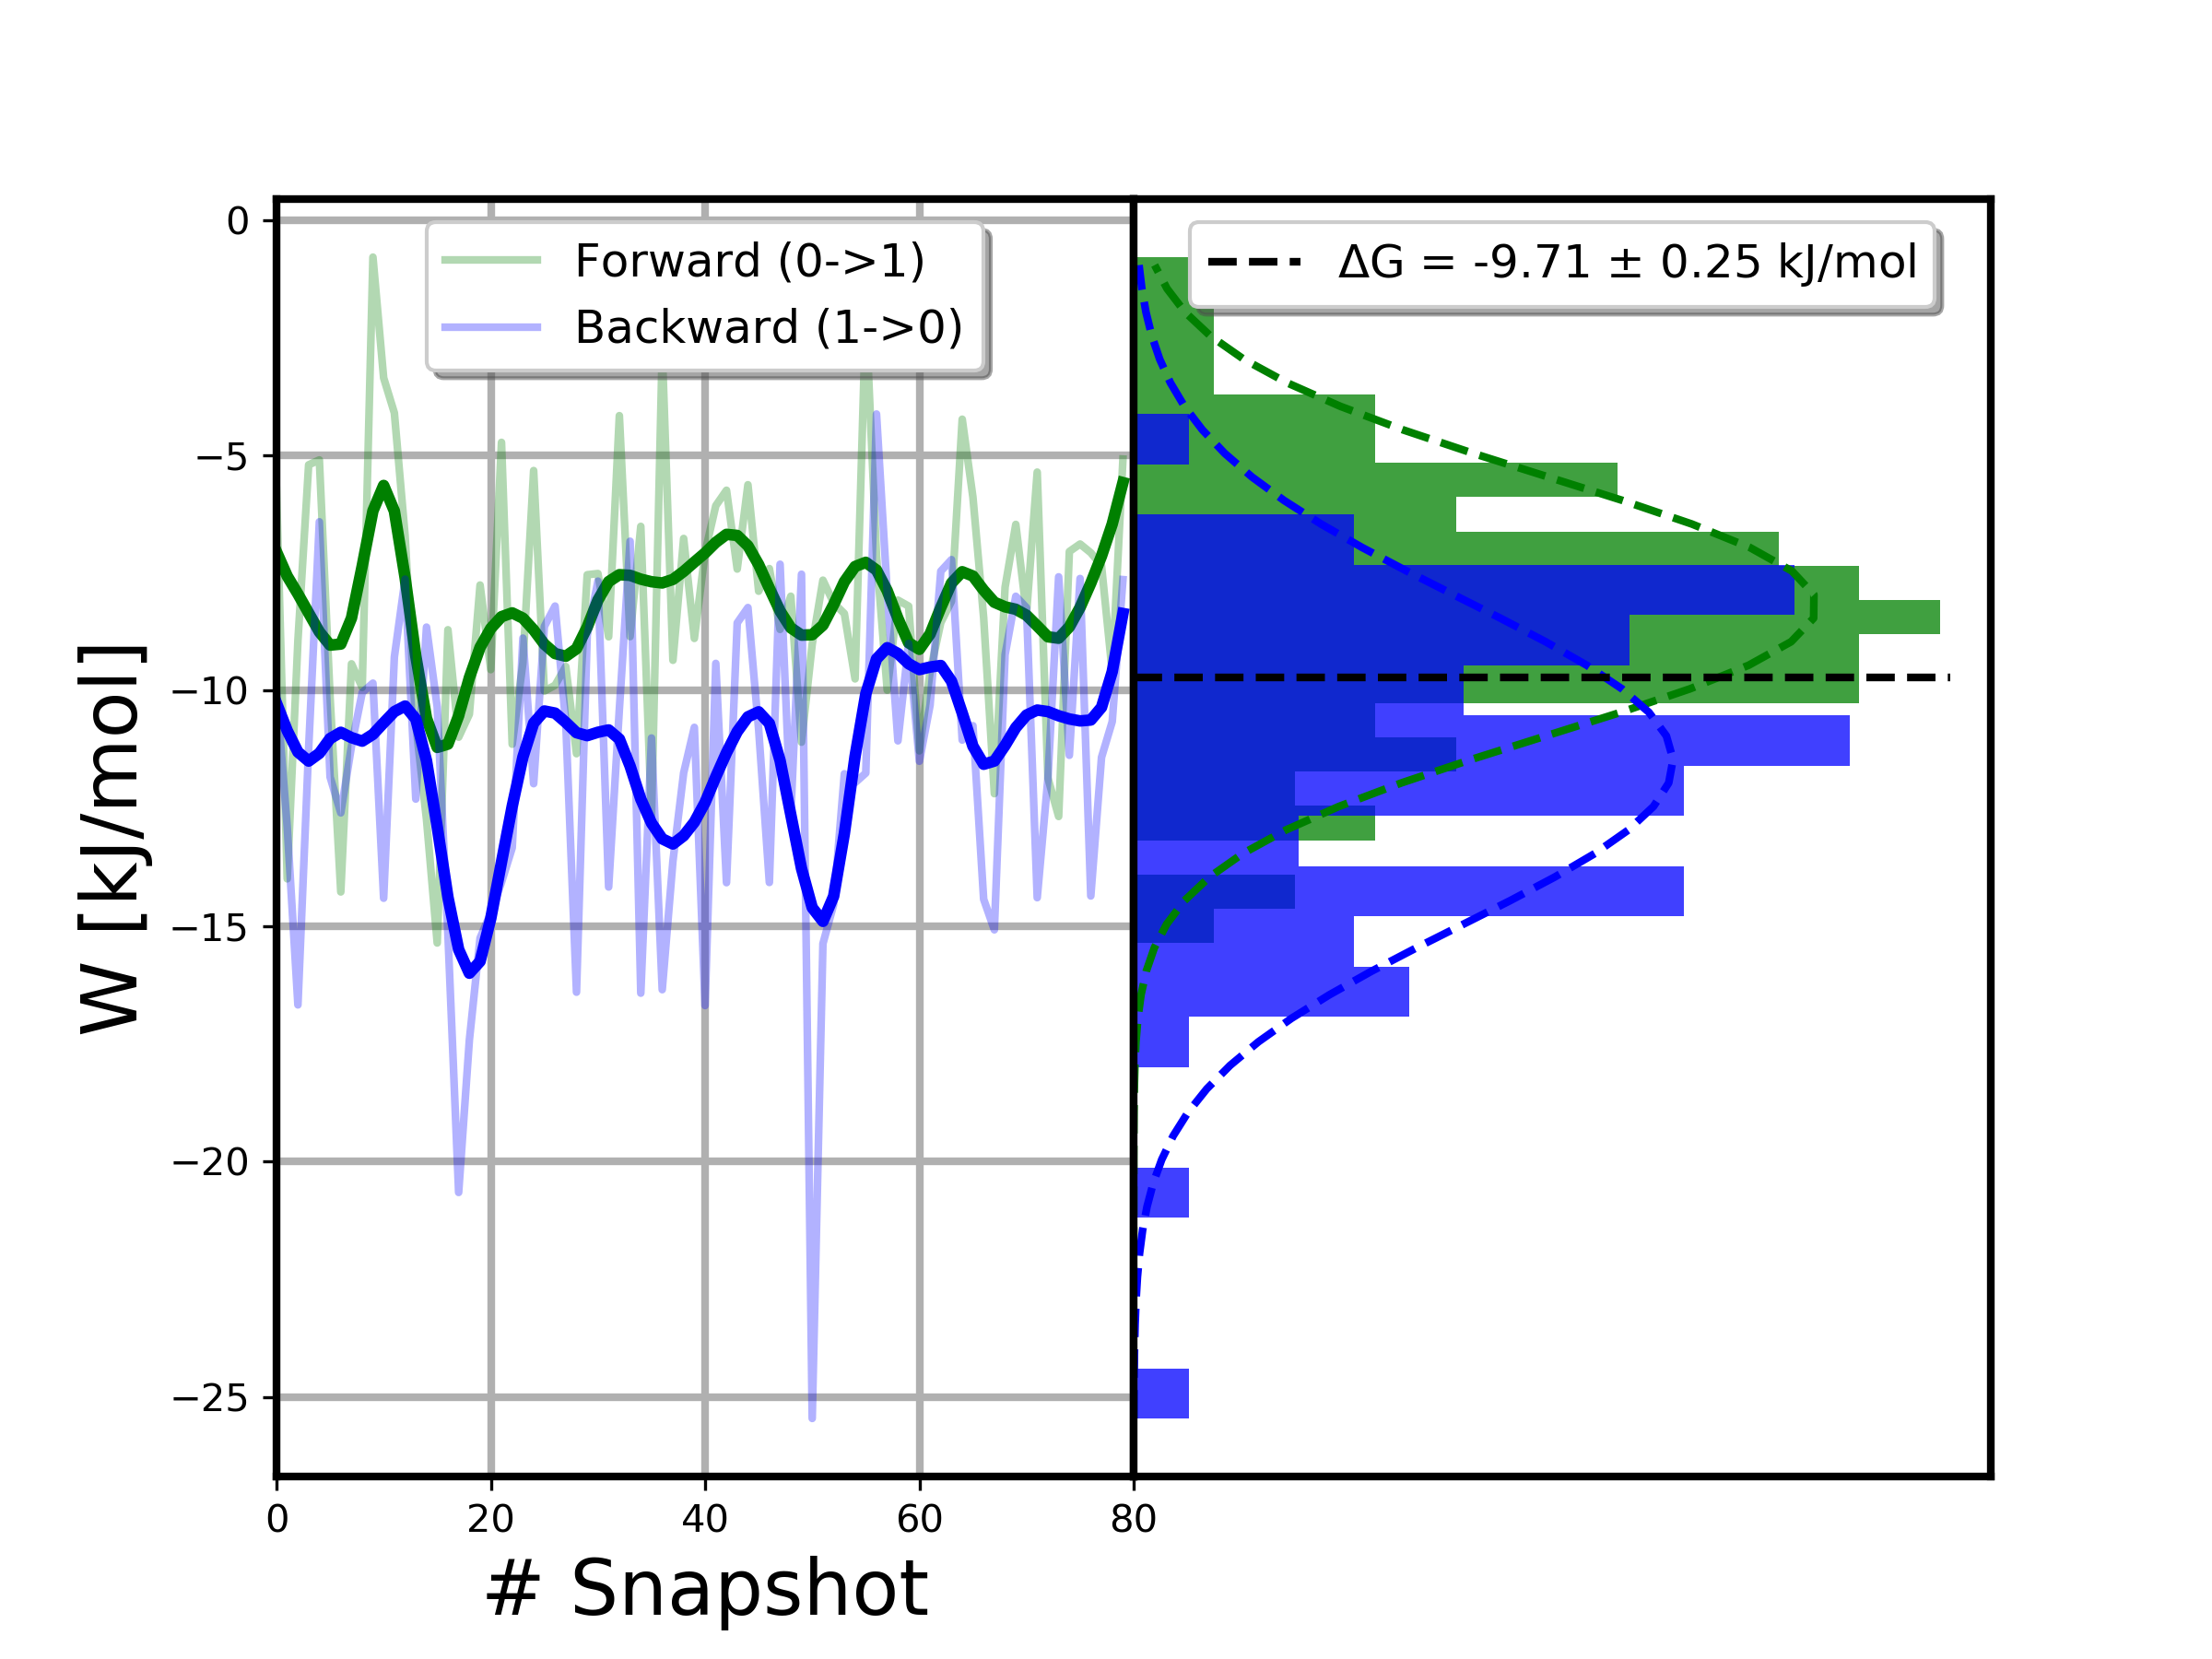 W [kJ/mol]
0
−5
−10
−15
−20
−25
Forward (0->1)
Backward (1->0)
ΔG = -9.71 ± 0.25 kJ/mol
0 20 40 60 80
# Snapshot